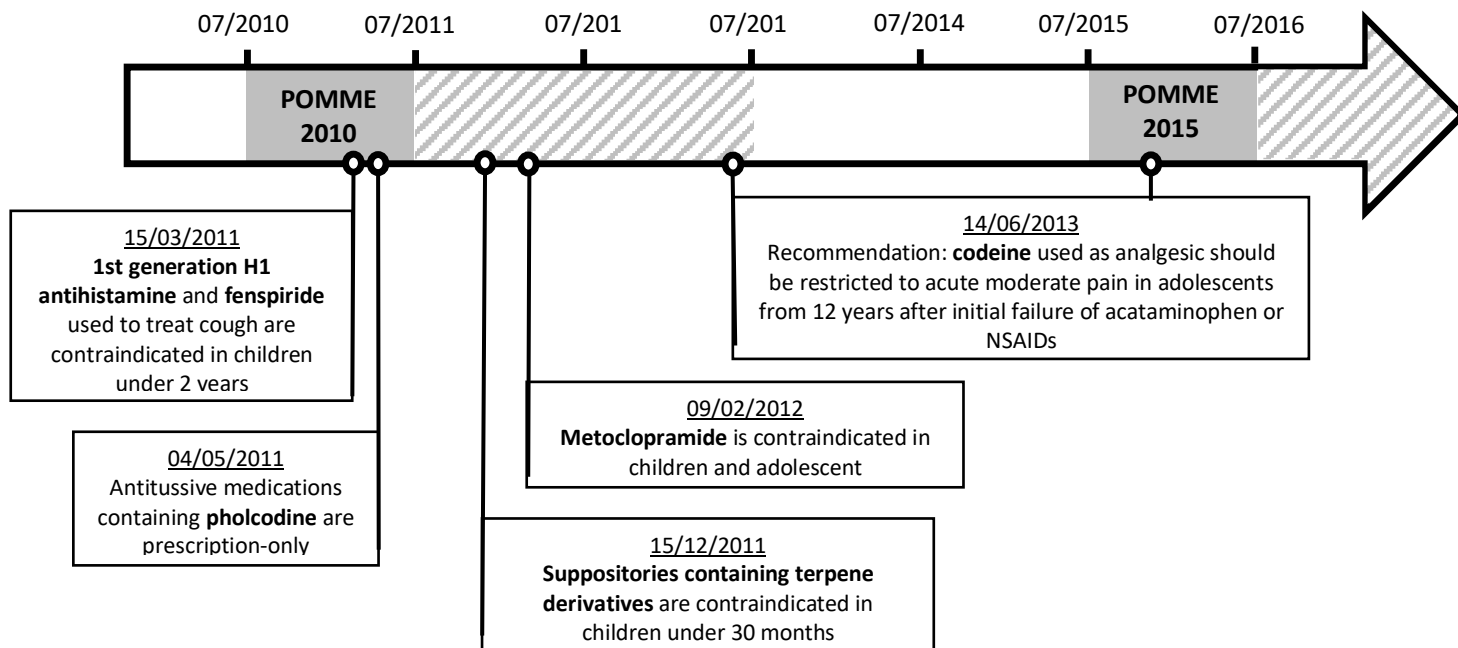 07/2010 07/2011 07/201 07/201 07/2014 07/2015 07/2016
POMME
2010
POMME
2015
15/03/2011
1st generation H1
antihistamine and fenspiride
used to treat cough are
contraindicated in children
under 2 years
14/06/2013
Recommendation: codeine used as analgesic should
be restricted to acute moderate pain in adolescents
from 12 years after initial failure of acataminophen or
NSAIDs
09/02/2012
Metoclopramide is contraindicated in
children and adolescent
04/05/2011
Antitussive medications
containing pholcodine are
prescription-only
15/12/2011
Suppositories containing terpene
derivatives are contraindicated in
children under 30 months